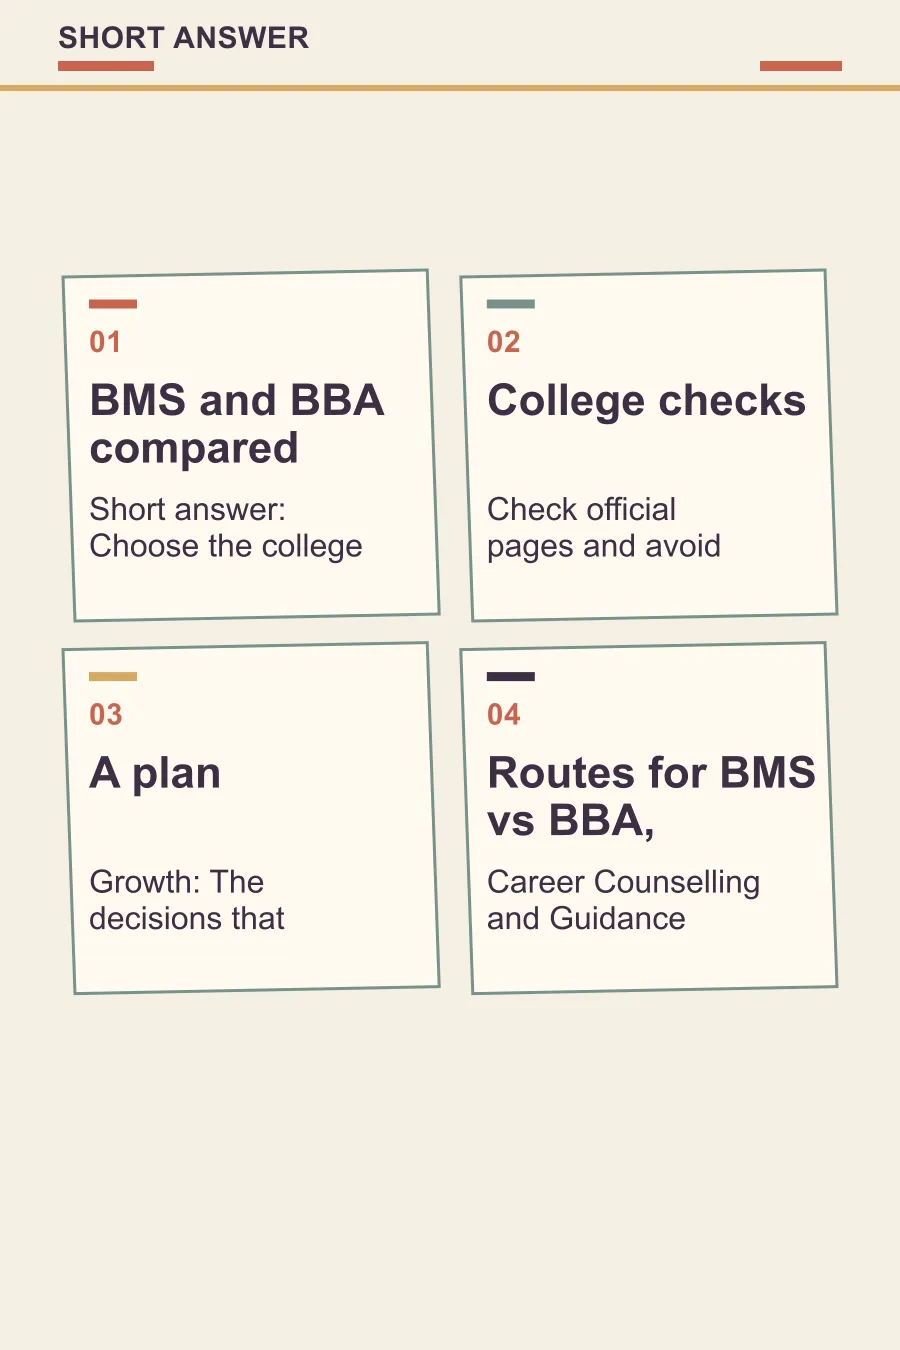 SHORT ANSWER
01
BMS and BBA
compared
Short answer:
Choose the college
02
College checks
Check official
pages and avoid
03
A plan
Growth: The
decisions that
04
Routes for BMS
vs BBA,
Career Counselling
and Guidance